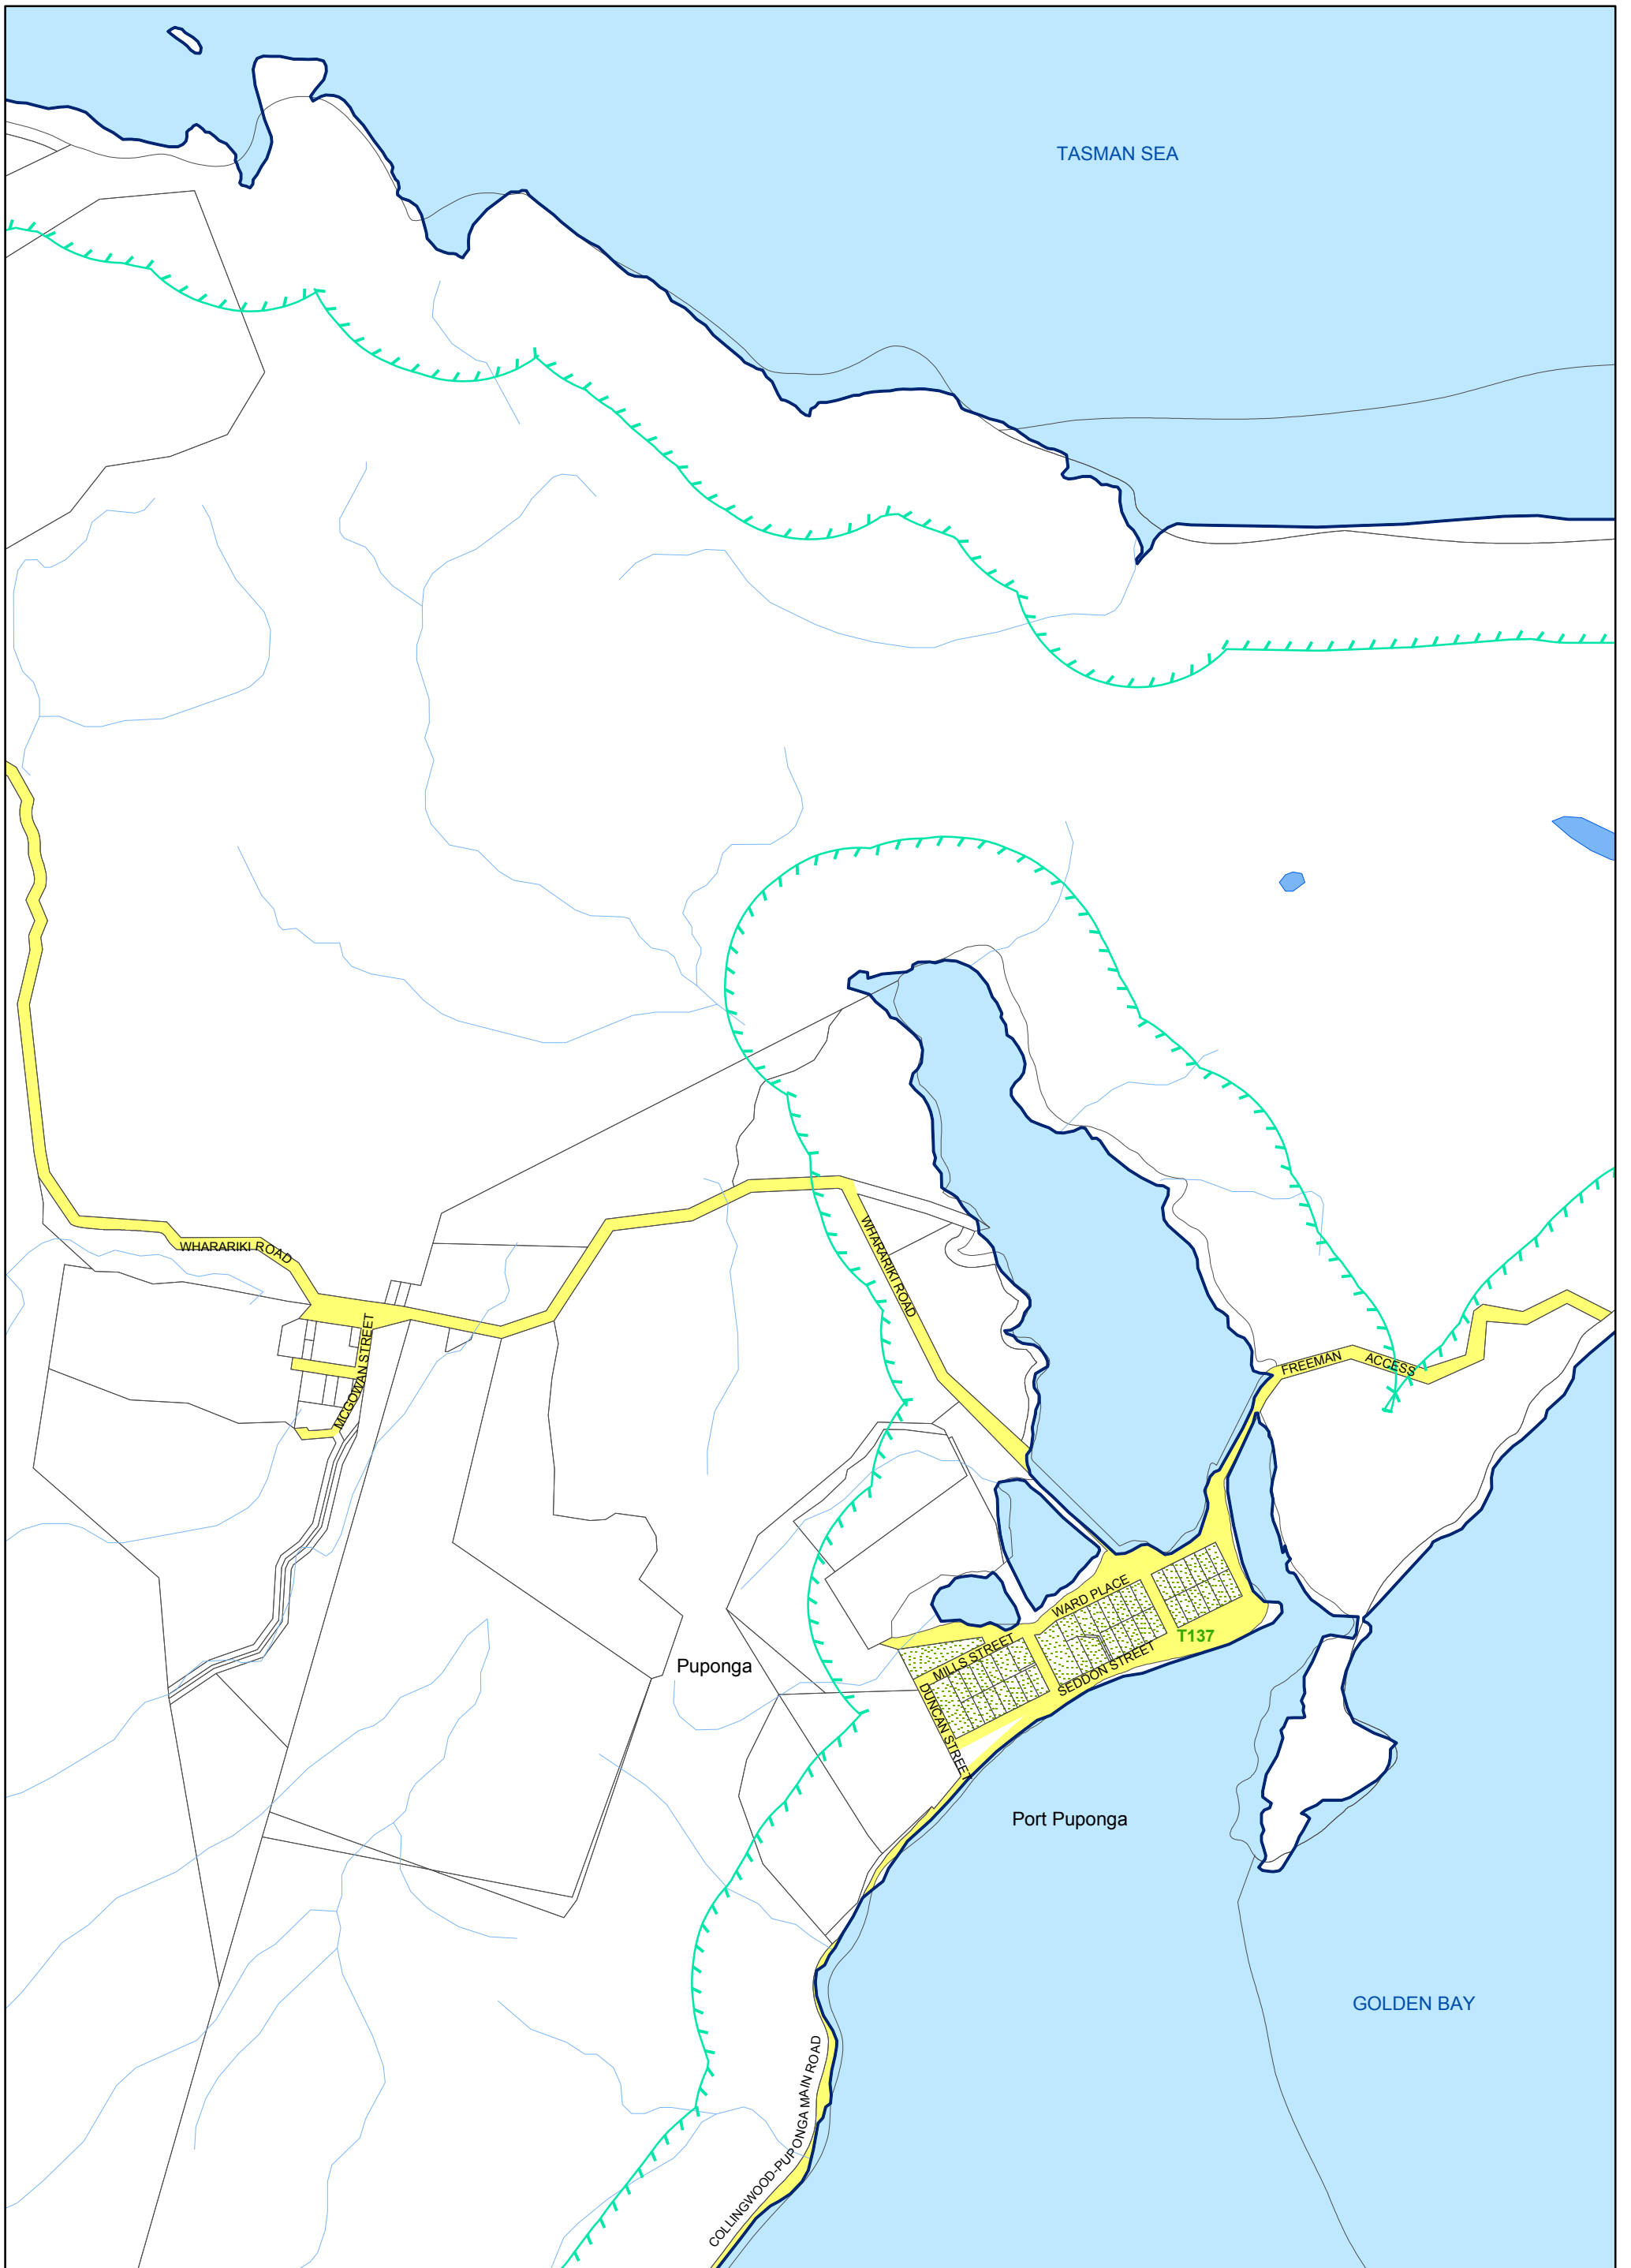 TASMAN SEA
WHARARIKI ROAD
WHARARIKI ROAD
MCGOWAN STREET
FREEMAN ACCESS
WARD PLACE
T137
MILLS STREET
SEDDON STREET
Puponga
DUNCAN STREET
Port Puponga
GOLDEN BAY
COLLINGWOOD-PUPONGA MAIN ROAD